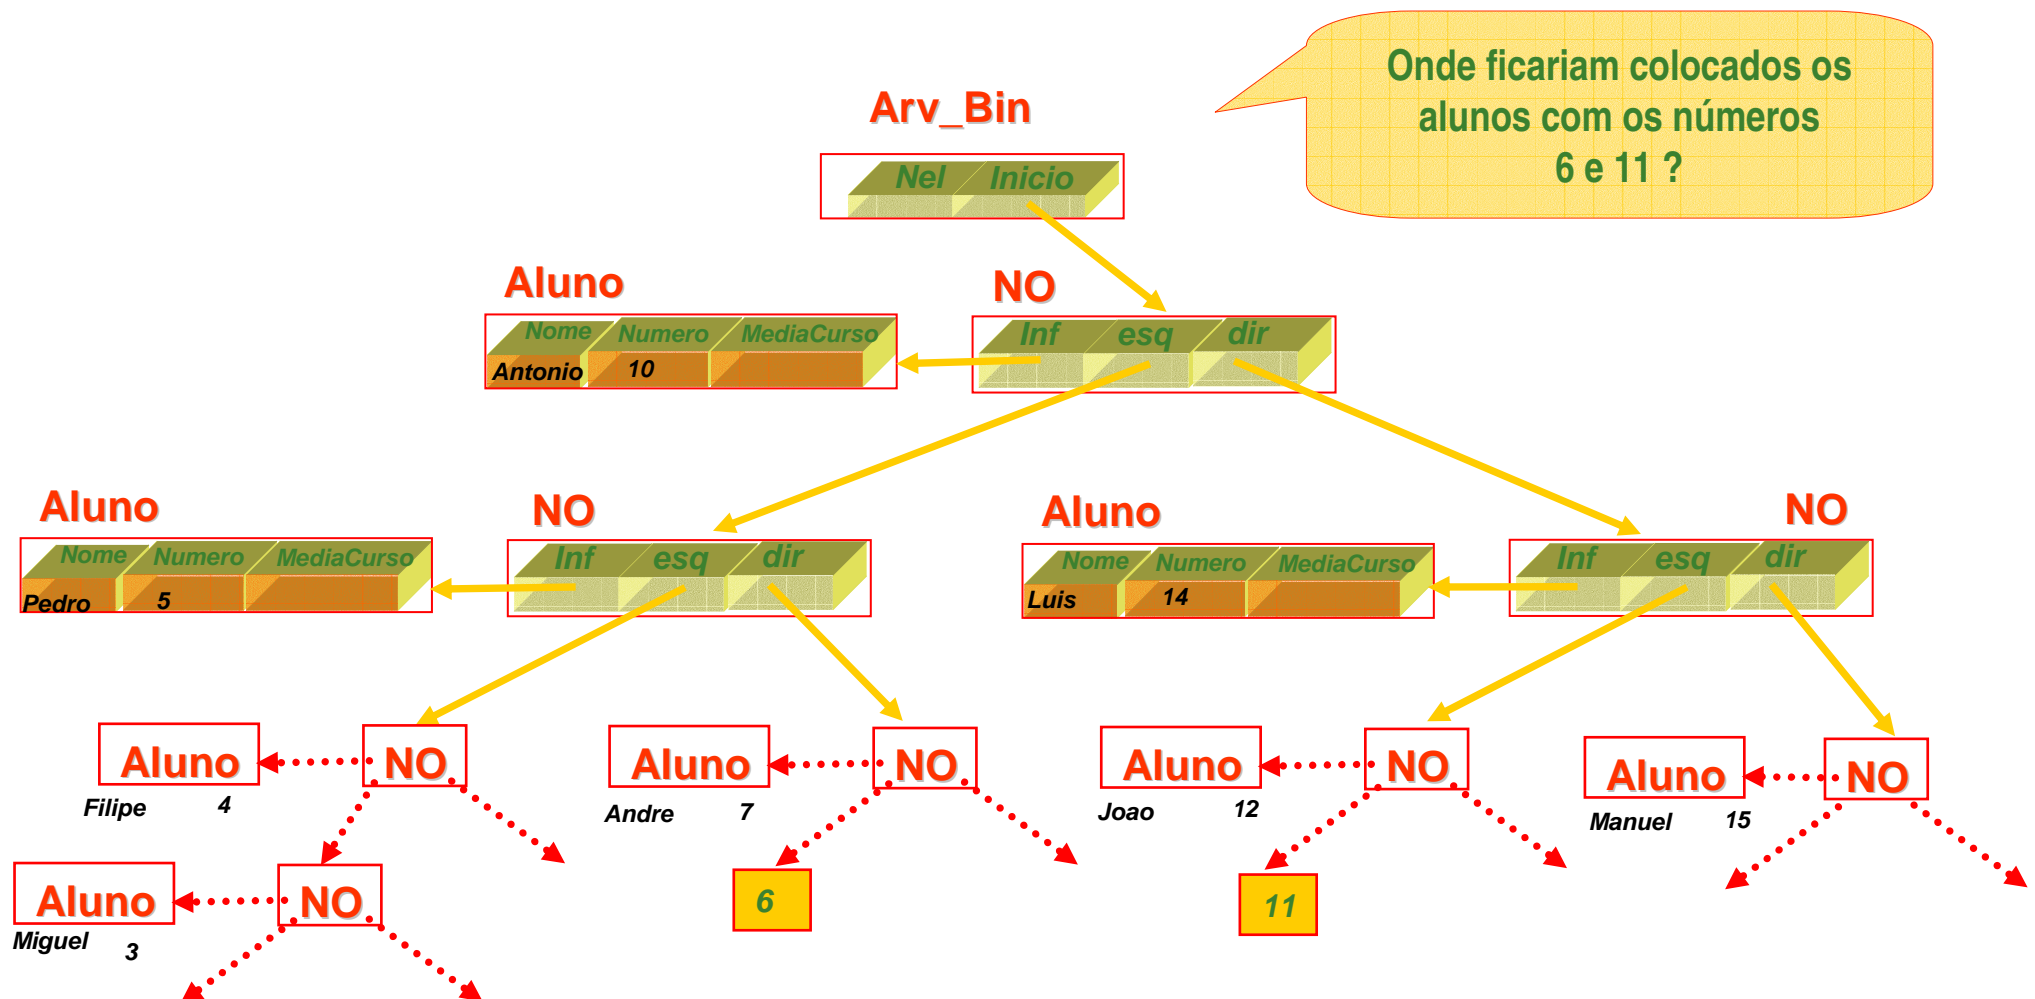 Onde ficariam colocados os
alunos com os números
6 e 11 ?
Arv_Bin
Nel Inicio
Aluno NO
Nome Numero MediaCurso Inf esq dir
Antonio 10
Aluno NO Aluno NO
Nome Numero MediaCurso Inf esq dir Nome Numero MediaCurso Inf esq dir
Pedro 5 Luis 14
Aluno NO Aluno NO Aluno NO Aluno NO
Filipe 4 Andre 7 Joao 12 Manuel 15
Aluno NO 6 11
Miguel 3